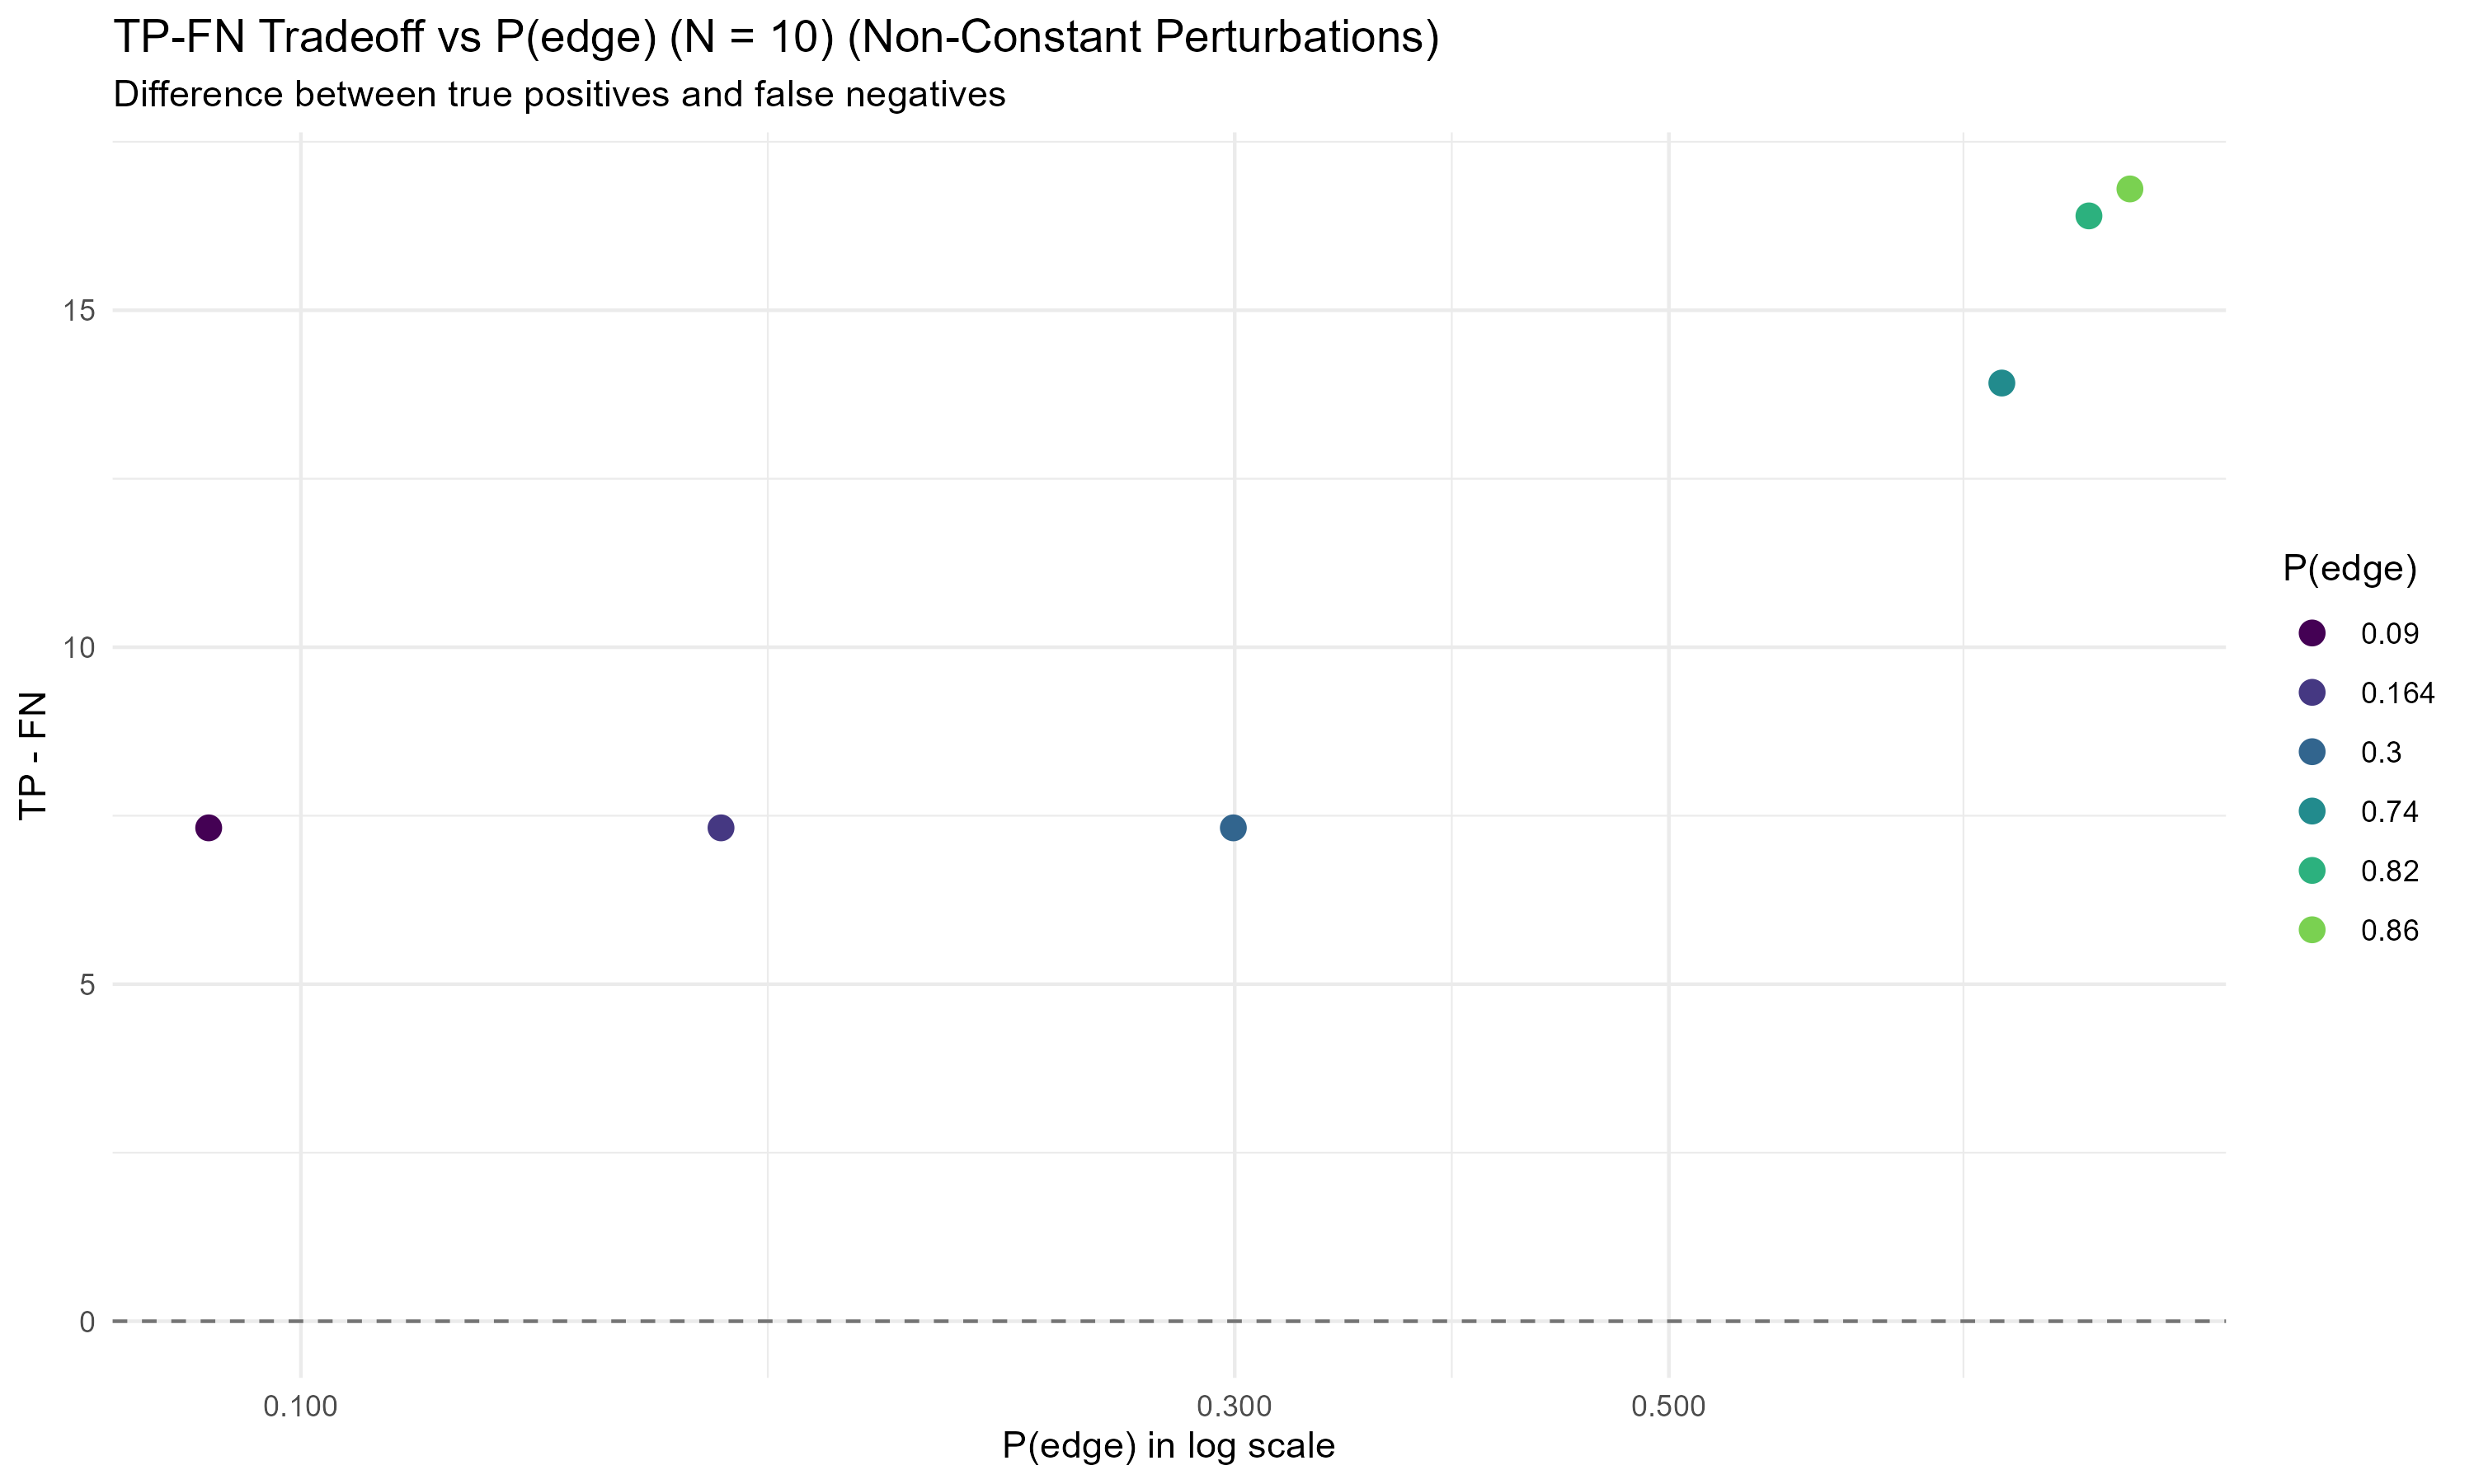 TP-FN Tradeoff vs P(edge) (N = 10) (Non-Constant Perturbations)
Difference between true positives and false negatives
15
10
5
0
TP - FN
0.100
0.300
0.500
P(edge) in log scale
P(edge)
0.09
0.164
0.3
0.74
0.82
0.86